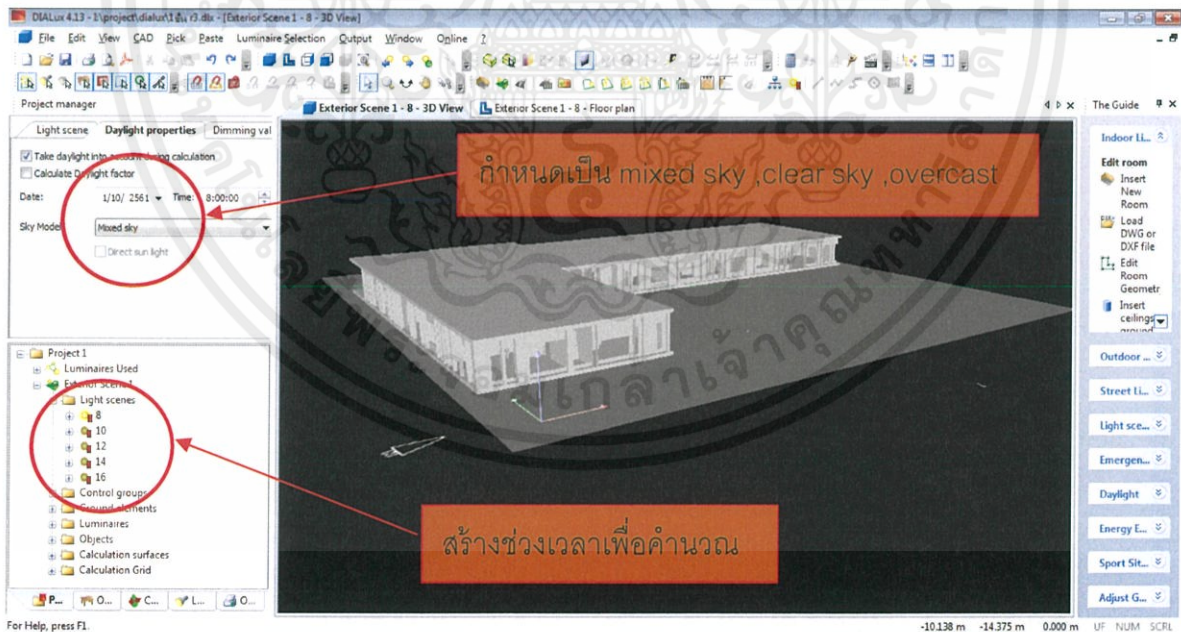 DIALux 4.13 - 1\project\dialux\1ชั้น r3.dlx - [Exterior Scene 1 - 8 - 3D View]
File Edit View CAD Pick Paste Luminaire Selection Output Window Online ?
Project manager
Exterior Scene 1 - 8 - 3D View
Exterior Scene 1 - 8 - Floor plan
The Guide
Light scene Daylight properties Dimming val
Take daylight into account during calculation
Calculate Daylight factor
Date: 1/10/ 2561 Time: 8:00:00
Sky Model Mixed sky
Direct sun light
กำหนดเป็น mixed sky ,clear sky ,overcast
Indoor Li...
Edit room
Insert
New
Room
Load
DWG or
DXF file
Edit
Room
Geometr
Insert
ceilings
ground
Outdoor ...
Street Li...
Light sce...
Emergen...
Daylight
Energy E...
Sport Sit...
Adjust G...
Project 1
Luminaires Used
Exterior Scene 1
Light scenes
8
10
12
14
16
Control groups
Ground elements
Luminaires
Objects
Calculation surfaces
Calculation Grid
สร้างช่วงเวลาเพื่อคำนวณ
P... O... C... L... O...
For Help, press F1.
-10.138 m -14.375 m 0.000 m UF NUM SCRL